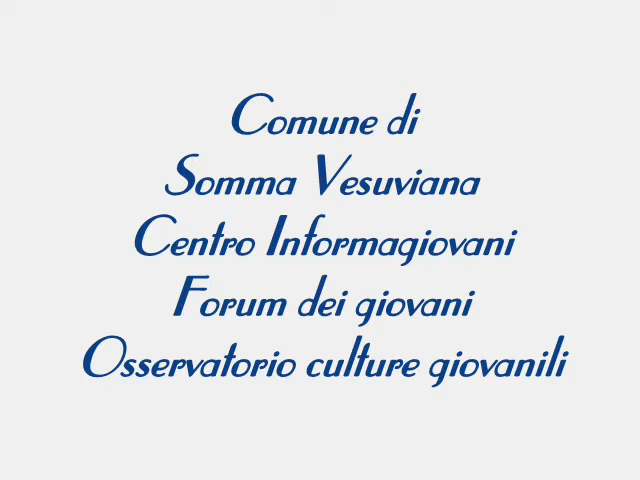 Comune di
Somma Vesuviana
Centro Informagiovani
Forum dei giovani
Osservatorio culture giovanili